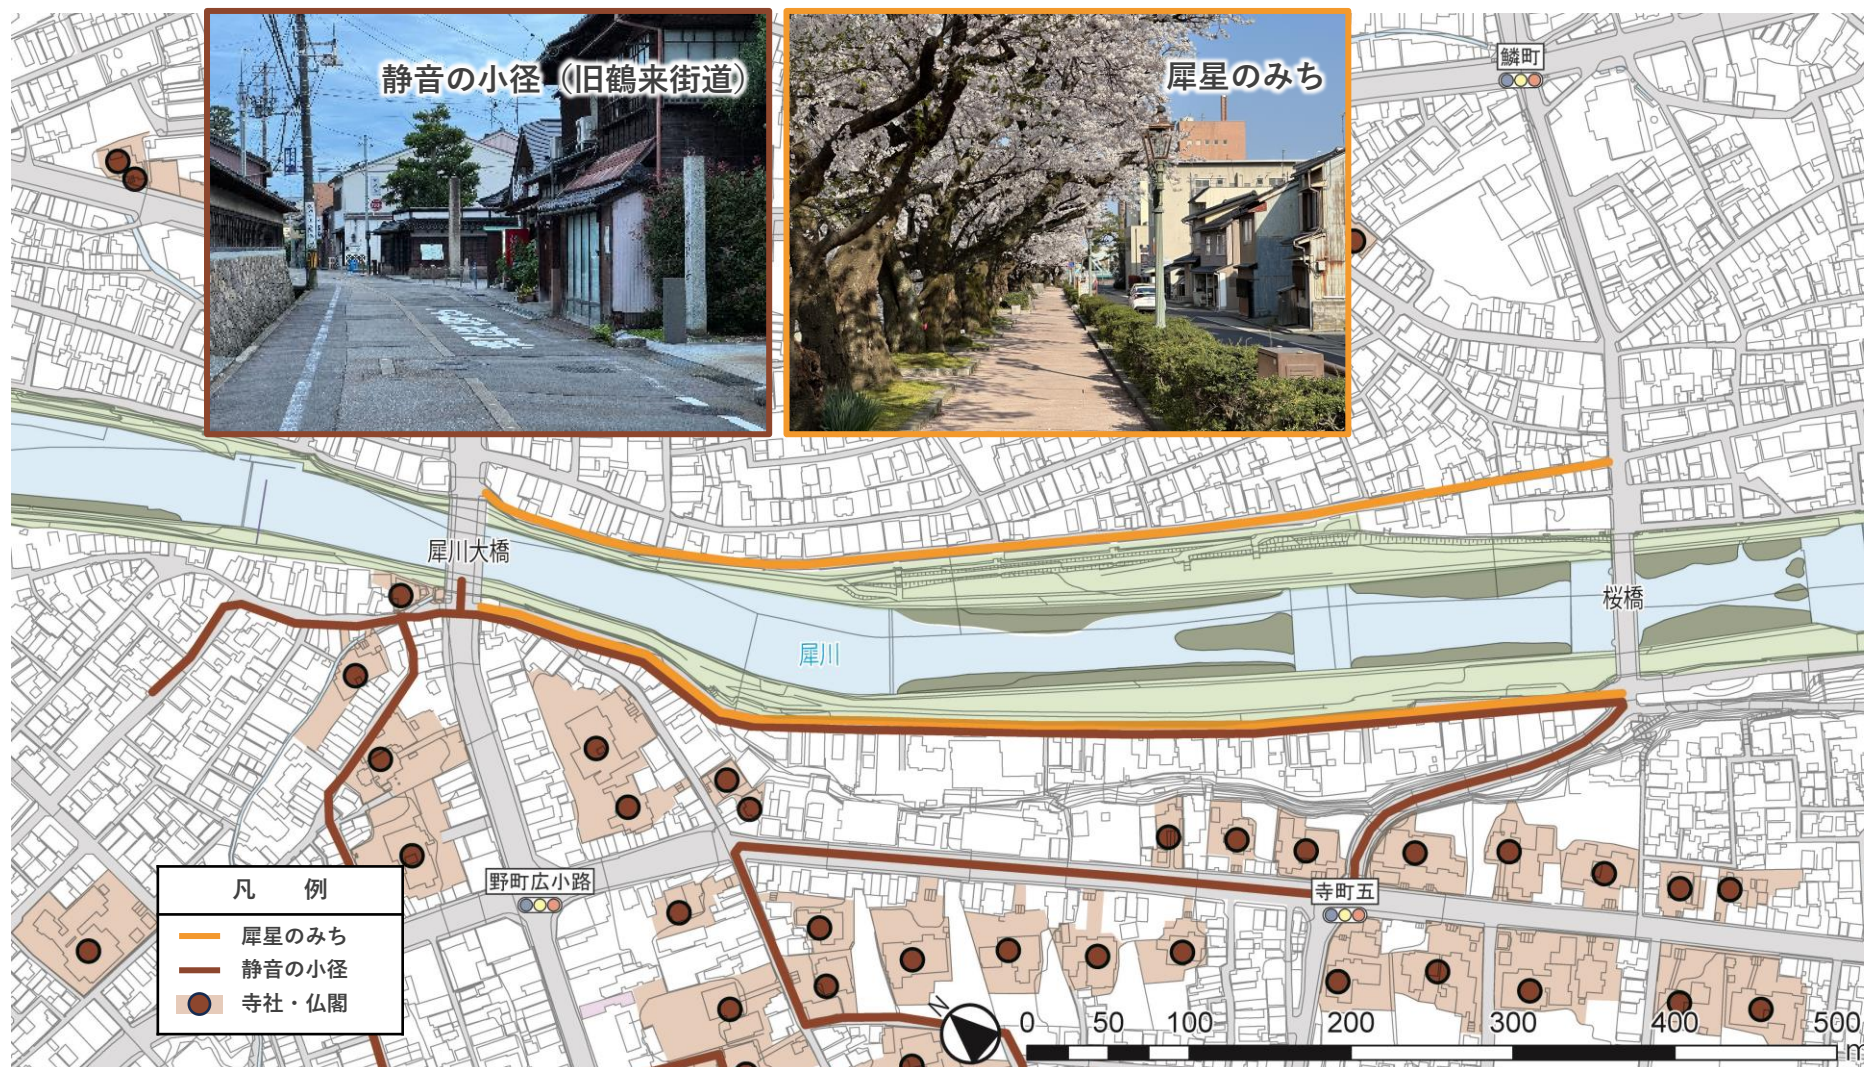 静音の小径（旧鶴来街道）
犀星のみち
鱗町
犀川大橋
桜橋
犀川
野町広小路
寺町五
凡　例
犀星のみち
静音の小径
寺社・仏閣
N
0 50 100 200 300 400 500 m